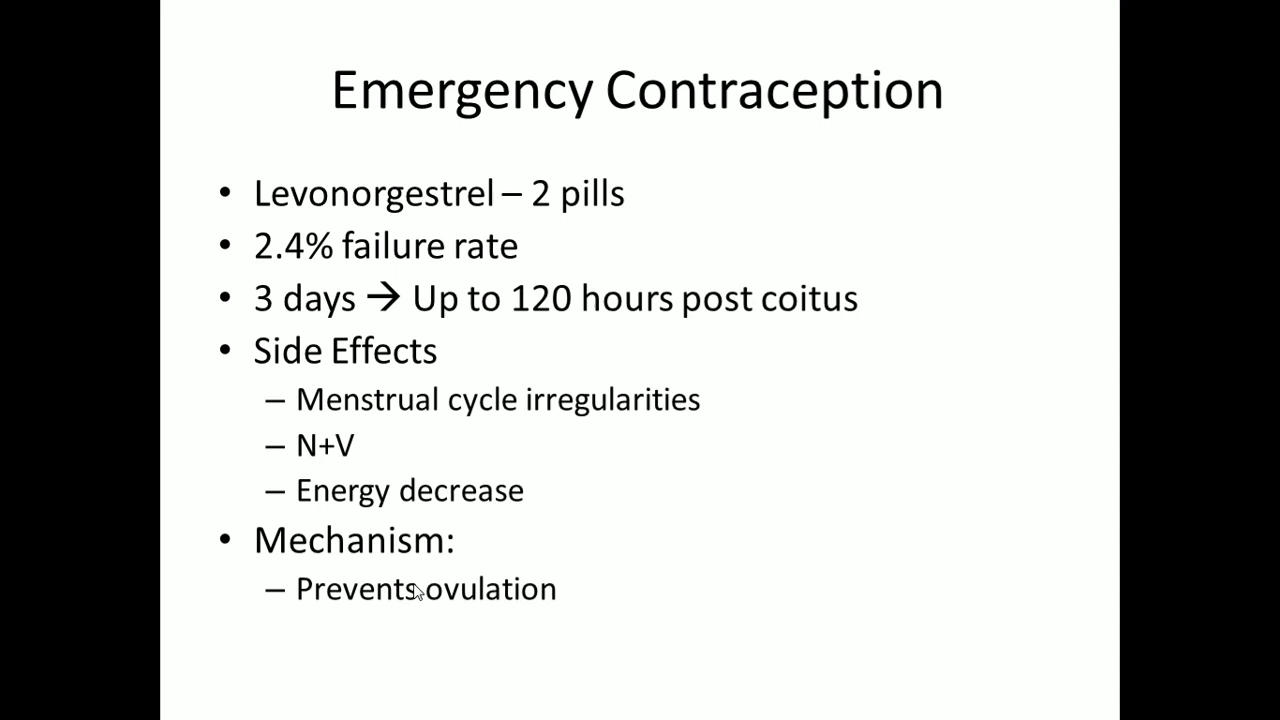 Emergency Contraception
• Levonorgestrel – 2 pills
• 2.4% failure rate
• 3 days → Up to 120 hours post coitus
• Side Effects
– Menstrual cycle irregularities
– N+V
– Energy decrease
• Mechanism:
– Prevents ovulation